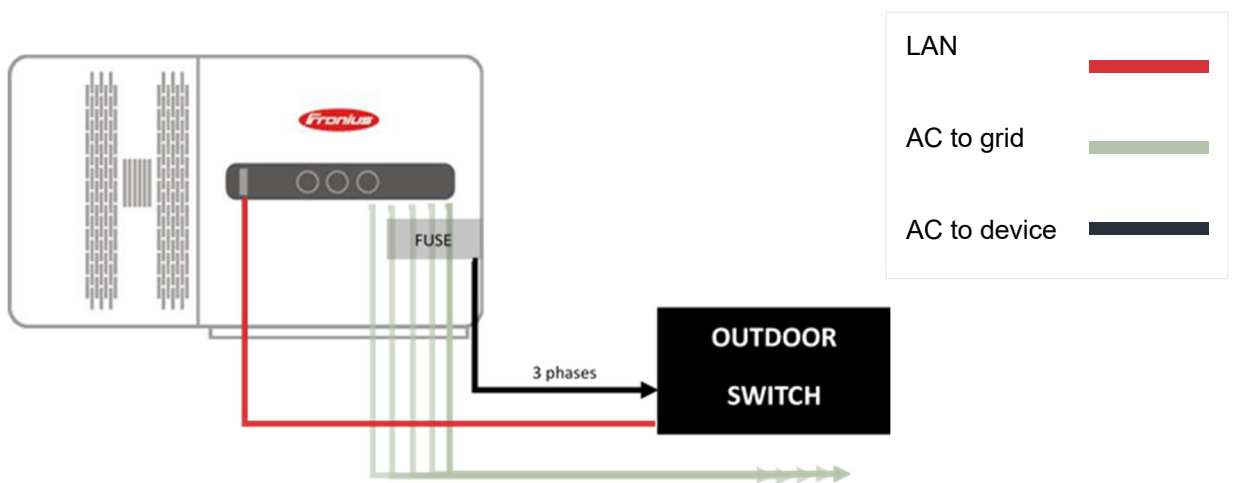 Fronius
FUSE
3 phases
OUTDOOR
SWITCH
LAN
AC to grid
AC to device